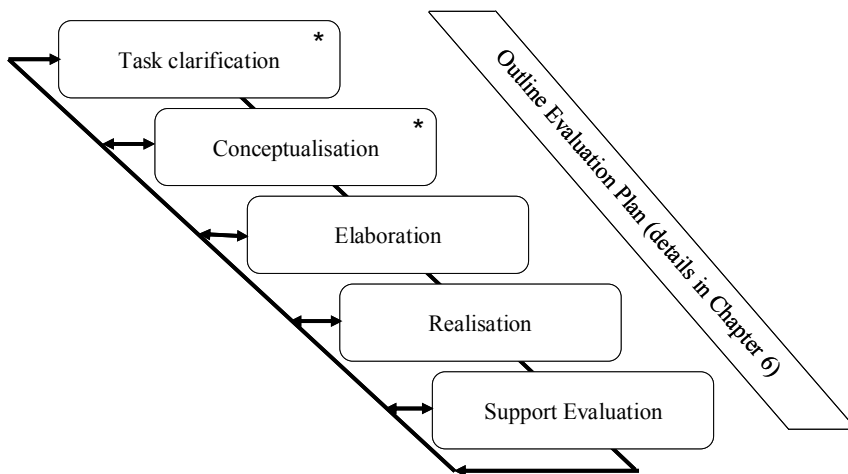 *
Task clarification
*
Conceptualisation
Elaboration
Realisation
Support Evaluation
Outline Evaluation Plan (details in Chapter 6)